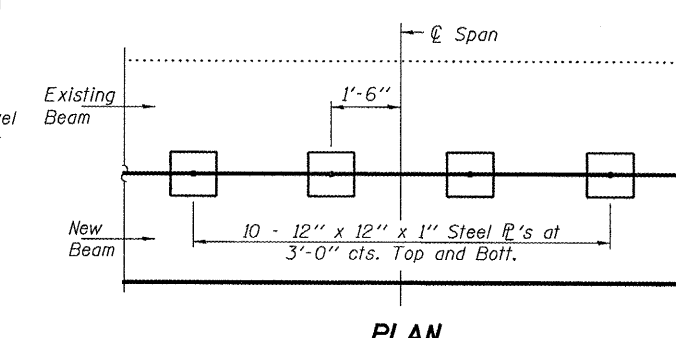 ℄ Span
Existing
Beam
1'-6"
vel
New
Beam
10 - 12" x 12" x 1" Steel ⅊'s at
3'-0" cts. Top and Bott.
PLAN